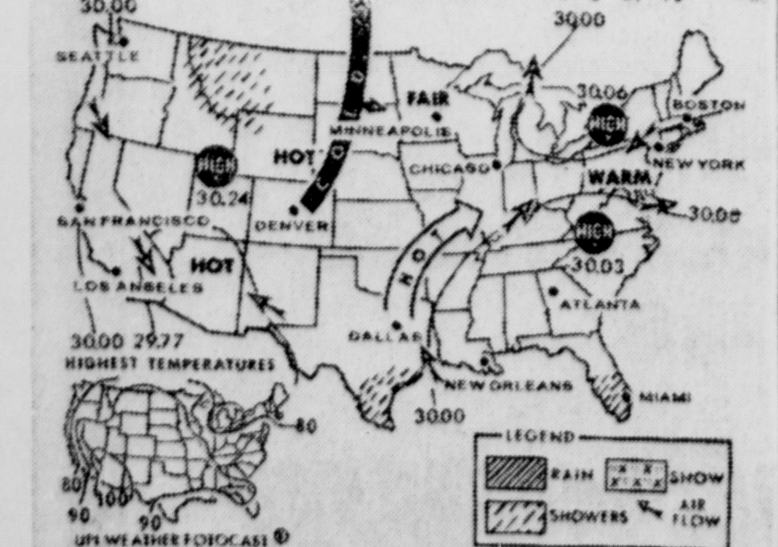 30.00
30.00
SEATTLE
FAIR
30.06
HIGH
BOSTON
MINNEAPOLIS
HOT
CHICAGO
NEW YORK
HIGH
30.24
WARM
COOL
SAN FRANCISCO
DENVER
30.08
HIGH
30.03
HOT
HOT
LOS ANGELES
ATLANTA
DALLAS
30.00 29.77
HIGHEST TEMPERATURES
NEW ORLEANS
MIAMI
30.00
80
LEGEND
RAIN
SNOW
SHOWERS
AIR FLOW
80
100
90
90
UPI WEATHER FOTOCAST ®